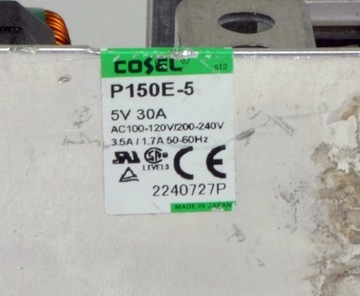 COSEL®
512
P150E-5
5V 30A
AC100-120V/200-240V
3.5A / 1.7A 50-60Hz
LEVEL3
2240727P
MADE IN JAPAN